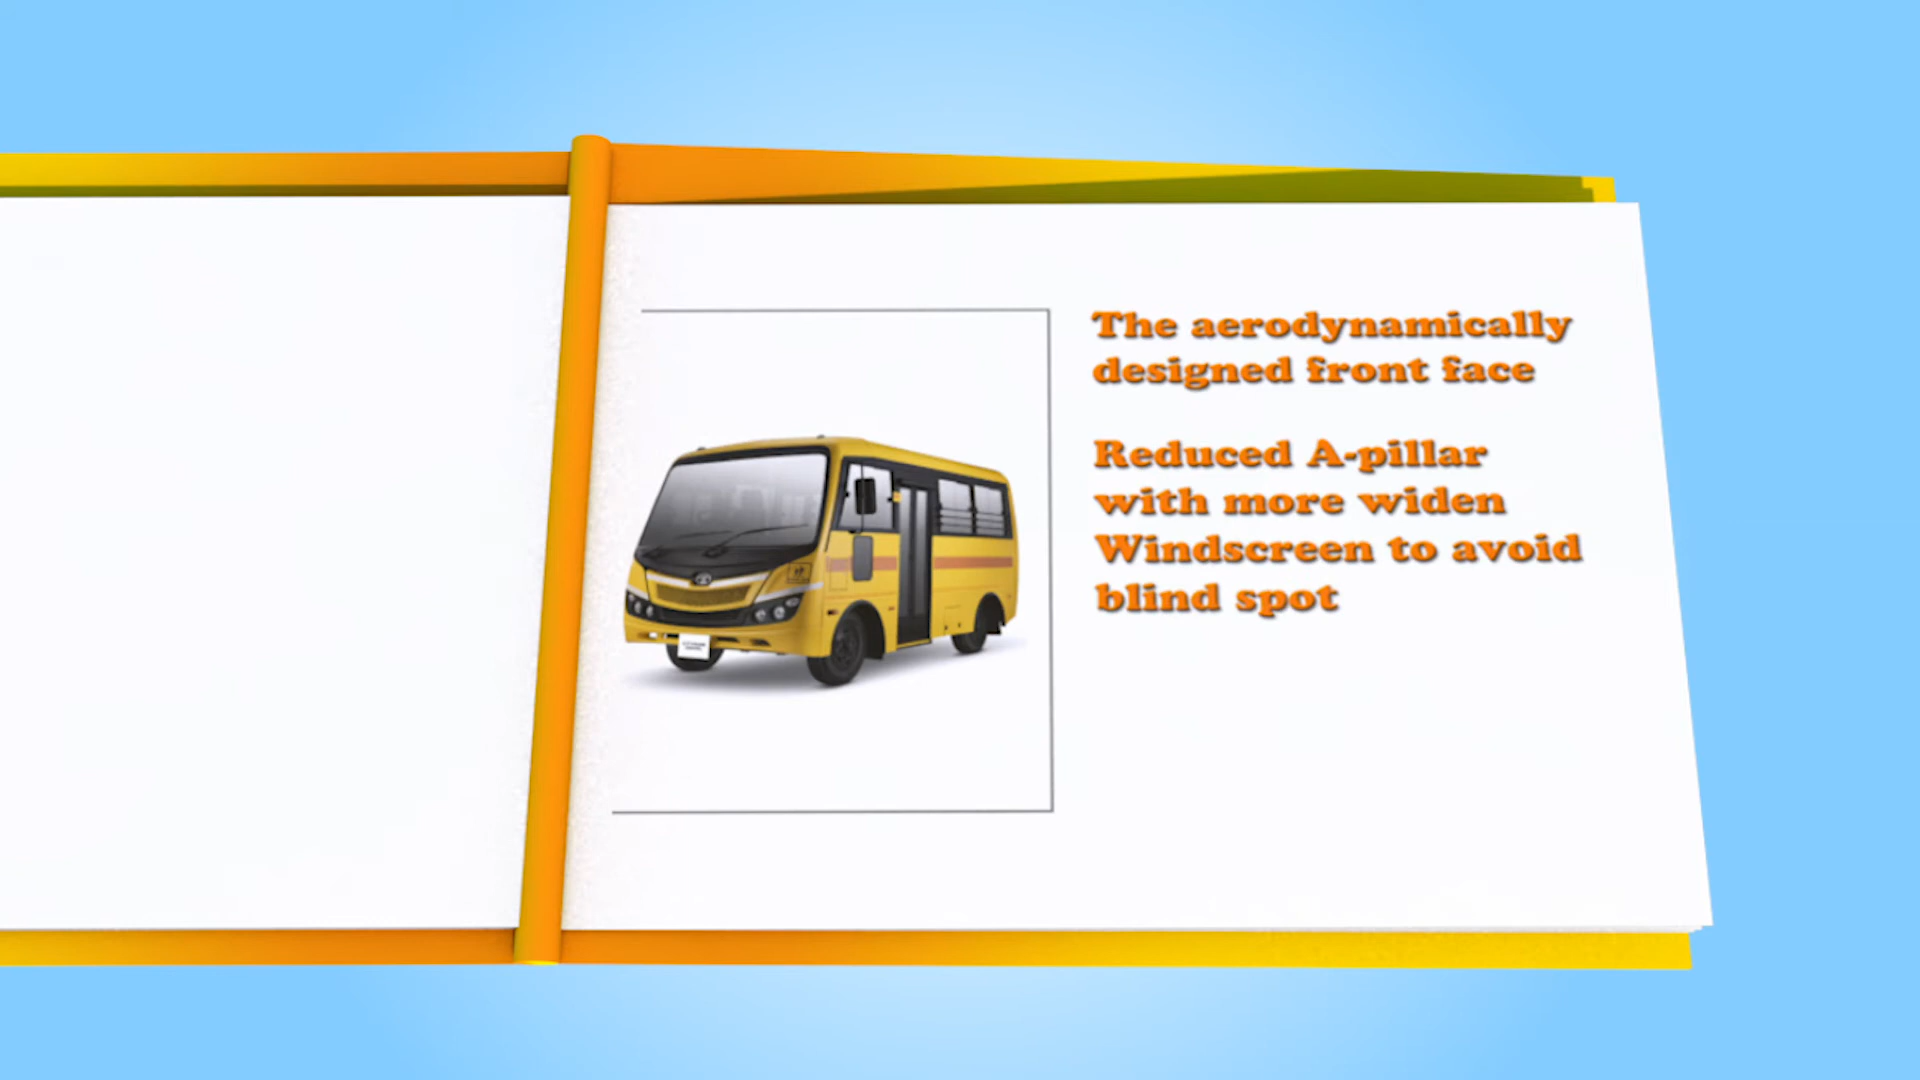 The aerodynamically
designed front face
Reduced A-pillar
with more widen
Windscreen to avoid
blind spot